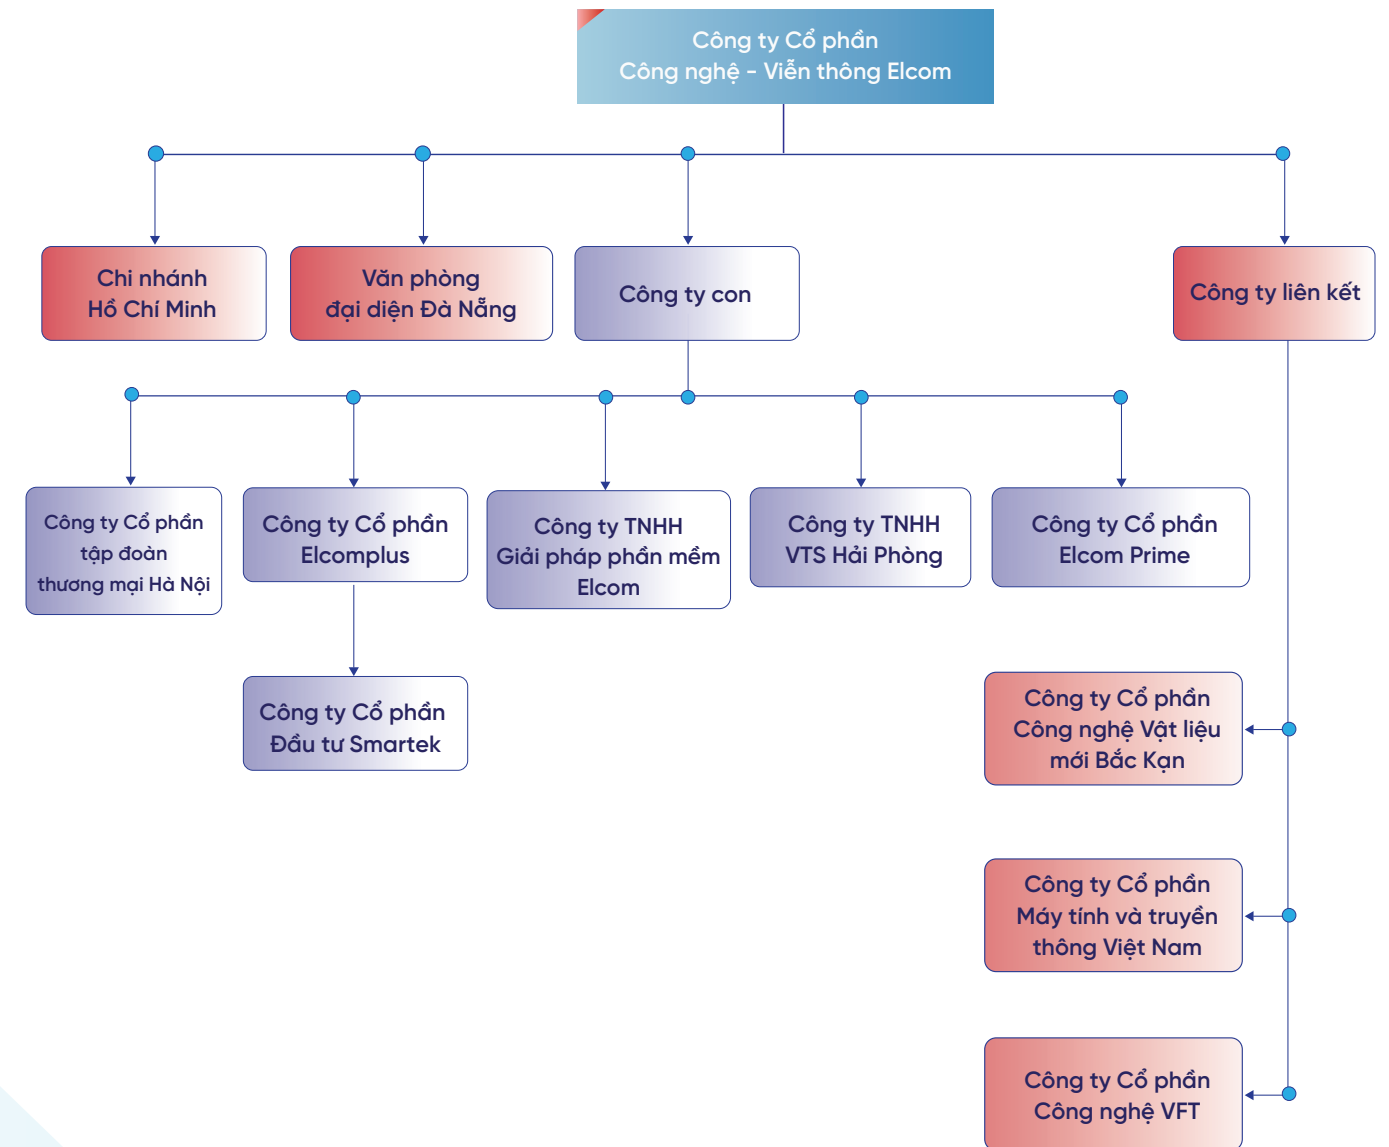 Công ty Cổ phần
Công nghệ - Viễn thông Elcom
Chi nhánh
Hồ Chí Minh
Văn phòng
đại diện Đà Nẵng
Công ty con
Công ty liên kết
Công ty Cổ phần
tập đoàn
thương mại Hà Nội
Công ty Cổ phần
Elcomplus
Công ty TNHH
Giải pháp phần mềm
Elcom
Công ty TNHH
VTS Hải Phòng
Công ty Cổ phần
Elcom Prime
Công ty Cổ phần
Đầu tư Smartek
Công ty Cổ phần
Công nghệ Vật liệu
mới Bắc Kạn
Công ty Cổ phần
Máy tính và truyền
thông Việt Nam
Công ty Cổ phần
Công nghệ VFT